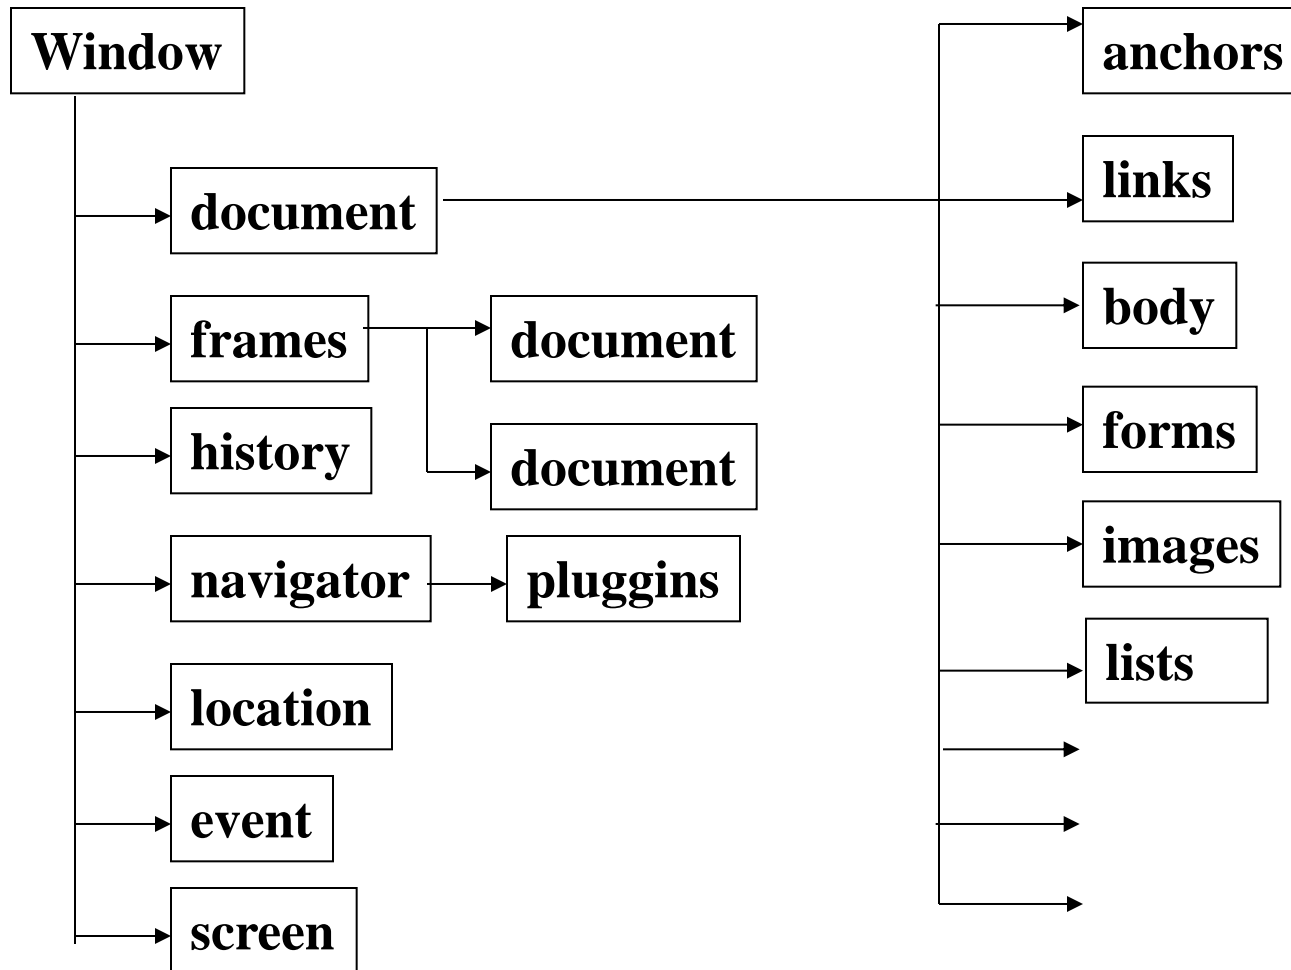 Window
document
frames
document
document
history
navigator
pluggins
location
event
screen
anchors
links
body
forms
images
lists